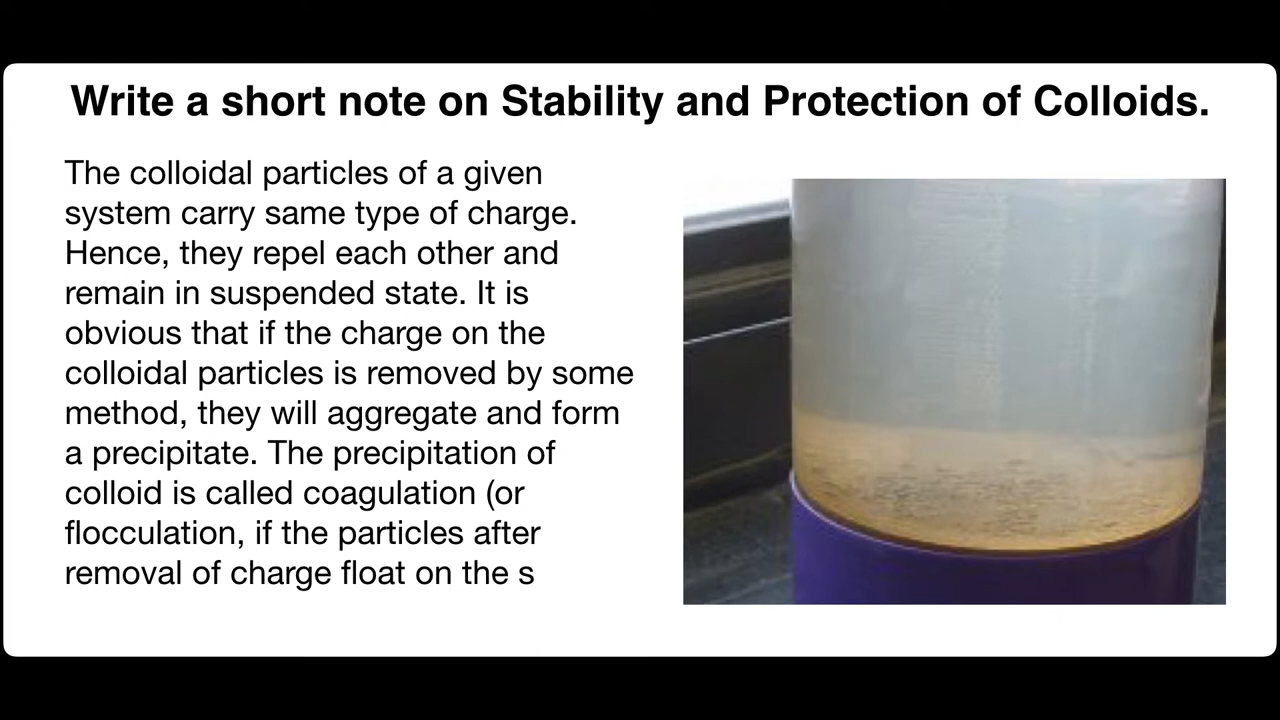 Write a short note on Stability and Protection of Colloids.
The colloidal particles of a given
system carry same type of charge.
Hence, they repel each other and
remain in suspended state. It is
obvious that if the charge on the
colloidal particles is removed by some
method, they will aggregate and form
a precipitate. The precipitation of
colloid is called coagulation (or
flocculation, if the particles after
removal of charge float on the s